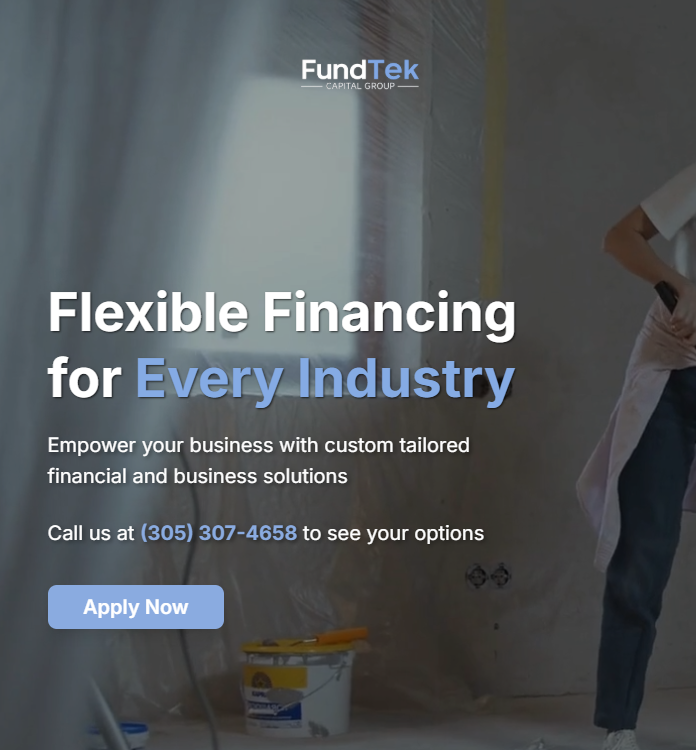 FundTek
CAPITAL GROUP
Flexible Financing
for Every Industry
Empower your business with custom tailored
financial and business solutions
Call us at (305) 307-4658 to see your options
Apply Now